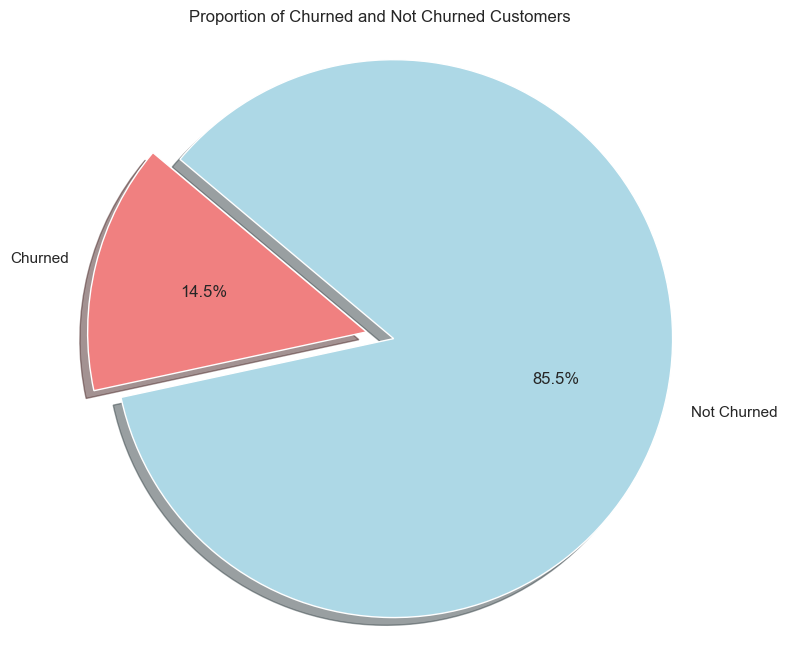 Proportion of Churned and Not Churned Customers
Churned
14.5%
85.5%
Not Churned